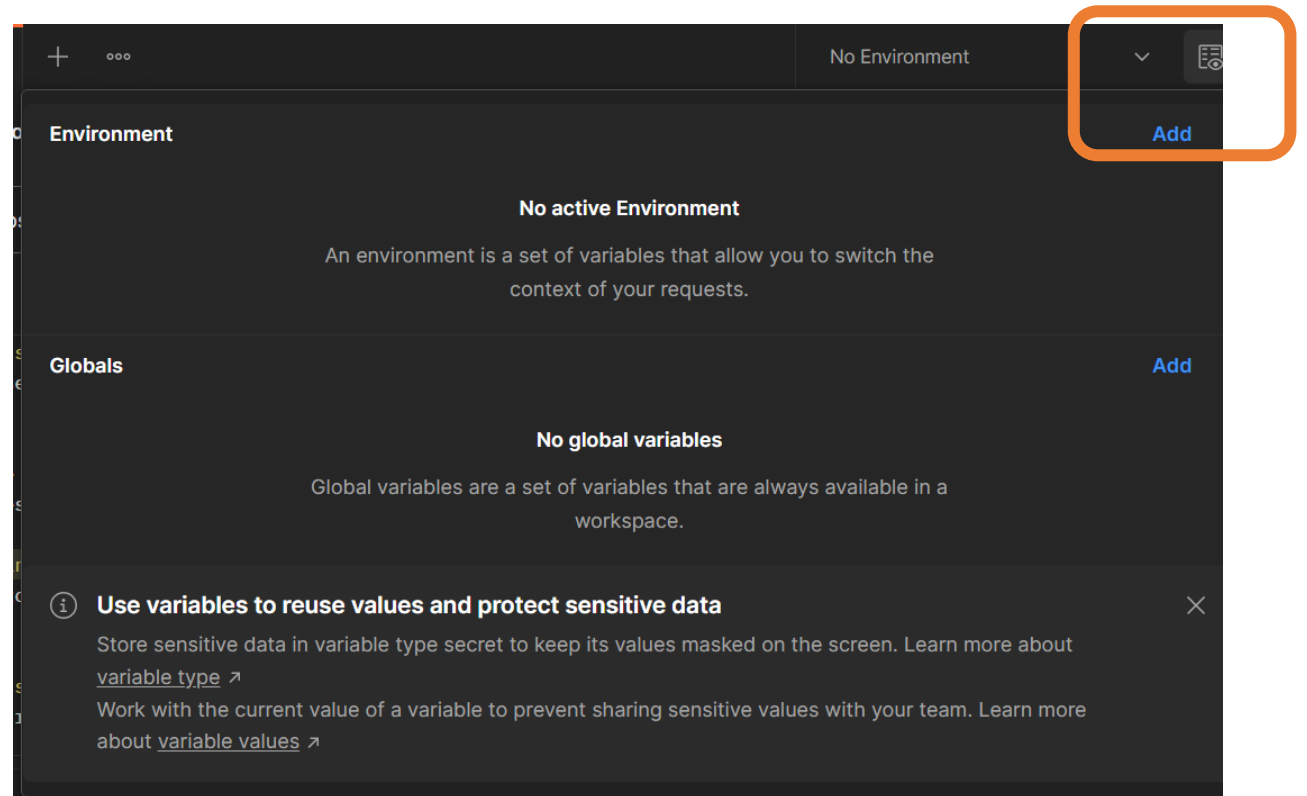 No Environment
Environment
Add
No active Environment
An environment is a set of variables that allow you to switch the
context of your requests.
Globals
Add
No global variables
Global variables are a set of variables that are always available in a
workspace.
Use variables to reuse values and protect sensitive data
Store sensitive data in variable type secret to keep its values masked on the screen. Learn more about
variable type ↗
Work with the current value of a variable to prevent sharing sensitive values with your team. Learn more
about variable values ↗